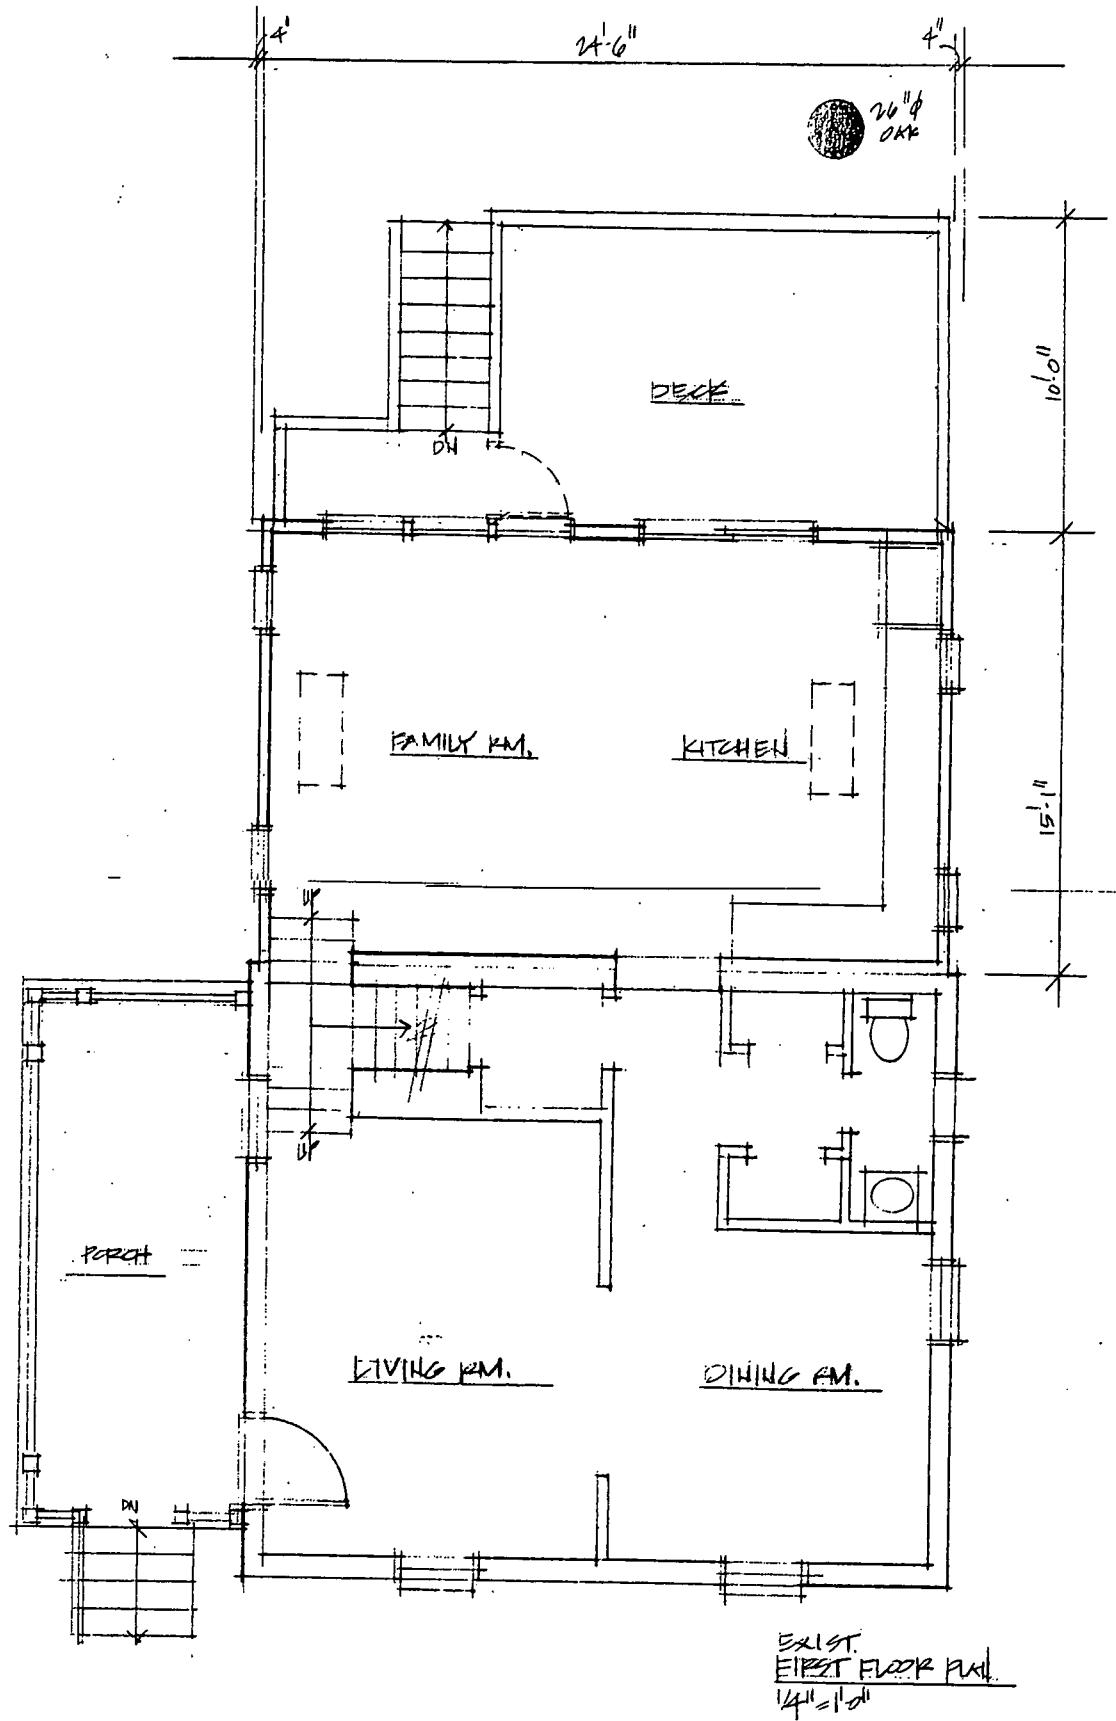 4"
24'-6"
4"
26"ϕ
OAK
DECK
10'-0"
DN
FAMILY RM.
KITCHEN
15'-1"
UP
UP
PORCH
LIVING RM.
DINING RM.
DN
EXIST.
FIRST FLOOR PLAN
1/4"=1'-0"